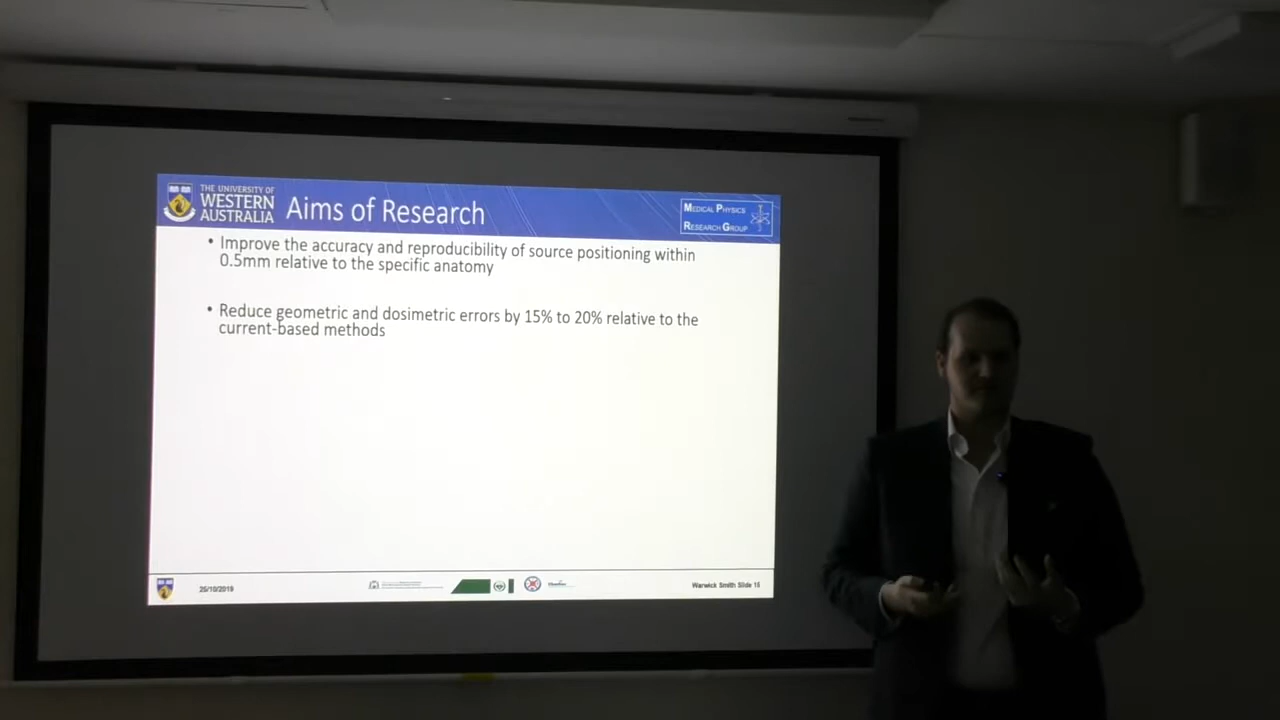 THE UNIVERSITY OF
WESTERN
AUSTRALIA
Aims of Research
MEDICAL PHYSICS
RESEARCH GROUP
• Improve the accuracy and reproducibility of source positioning within
0.5mm relative to the specific anatomy
• Reduce geometric and dosimetric errors by 15% to 20% relative to the
current-based methods
25/10/2019
Warwick Smith Slide 15